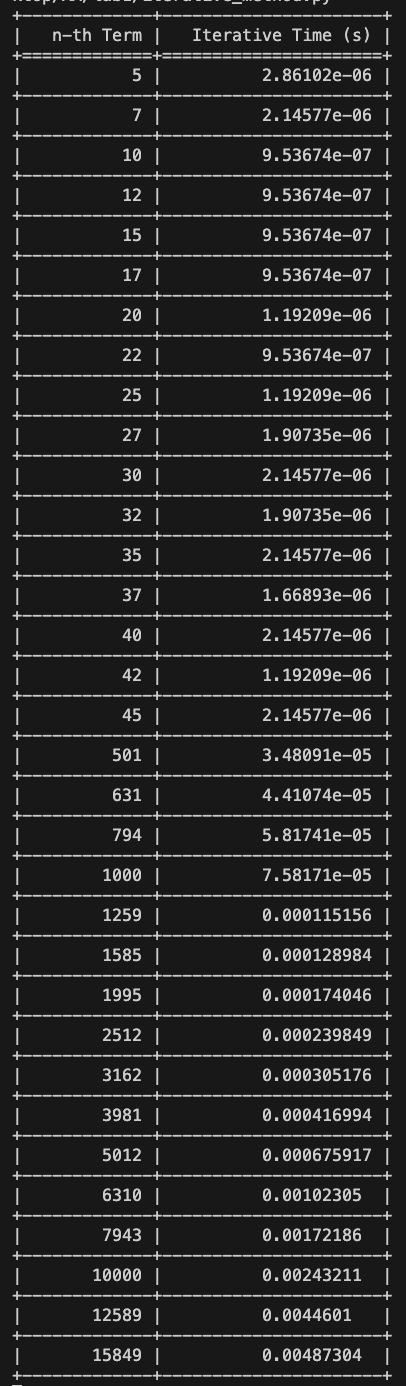 | n-th Term | Iterative Time (s) |
| 5 | 2.86102e-06 |
| 7 | 2.14577e-06 |
| 10 | 9.53674e-07 |
| 12 | 9.53674e-07 |
| 15 | 9.53674e-07 |
| 17 | 9.53674e-07 |
| 20 | 1.19209e-06 |
| 22 | 9.53674e-07 |
| 25 | 1.19209e-06 |
| 27 | 1.90735e-06 |
| 30 | 2.14577e-06 |
| 32 | 1.90735e-06 |
| 35 | 2.14577e-06 |
| 37 | 1.66893e-06 |
| 40 | 2.14577e-06 |
| 42 | 1.19209e-06 |
| 45 | 2.14577e-06 |
| 501 | 3.48091e-05 |
| 631 | 4.41074e-05 |
| 794 | 5.81741e-05 |
| 1000 | 7.58171e-05 |
| 1259 | 0.000115156 |
| 1585 | 0.000128984 |
| 1995 | 0.000174046 |
| 2512 | 0.000239849 |
| 3162 | 0.000305176 |
| 3981 | 0.000416994 |
| 5012 | 0.000675917 |
| 6310 | 0.00102305 |
| 7943 | 0.00172186 |
| 10000 | 0.00243211 |
| 12589 | 0.0044601 |
| 15849 | 0.00487304 |